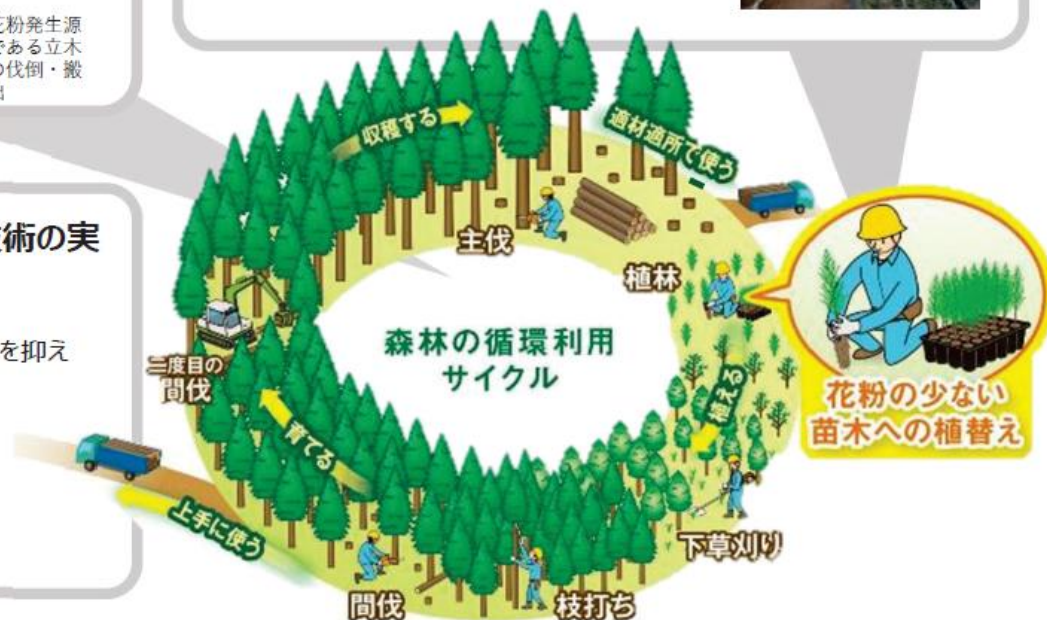 花粉発生源
である立木
の伐倒・搬
出
術の実
を抑え
収穫する
適材適所で使う
主伐
植林
森林の循環利用
サイクル
二度目の
間伐
植える
花粉の少ない
苗木への植替え
育てる
上手に使う
下草刈り
間伐
枝打ち